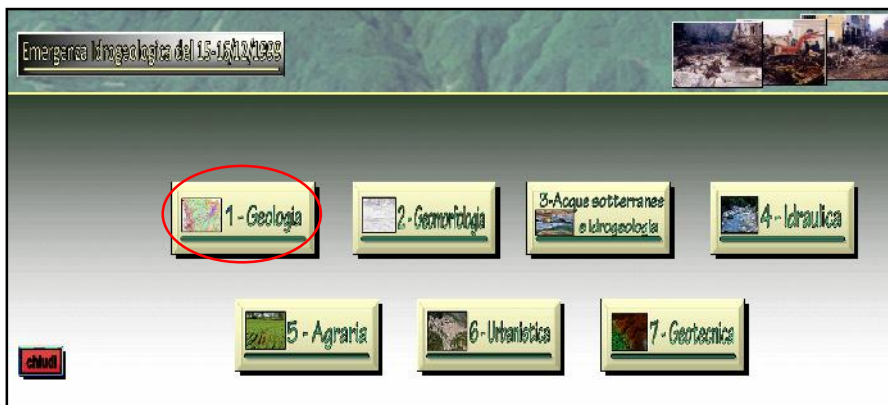 Emergenza Idrogeologica del 15-16/12/1999
1 - Geologia
2 - Geomorfologia
3-Acque sotterranee
e Idrogeologia
4 - Idraulica
5 - Agraria
6 - Urbanistica
7 - Geotecnica
chiudi